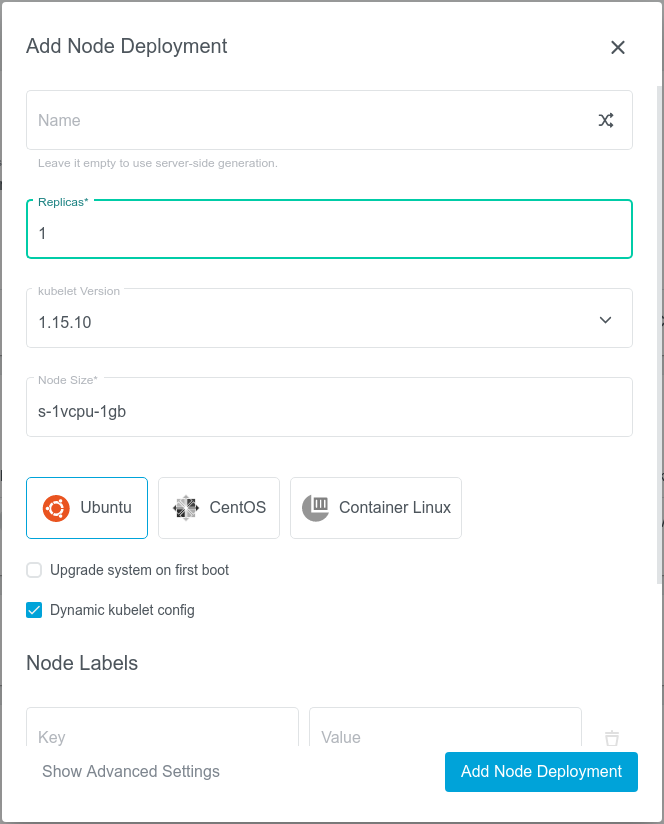 Add Node Deployment
Name
Leave it empty to use server-side generation.
Replicas*
1
kubelet Version
1.15.10
Node Size*
s-1vcpu-1gb
Ubuntu CentOS Container Linux
Upgrade system on first boot
Dynamic kubelet config
Node Labels
Key Value
Show Advanced Settings Add Node Deployment